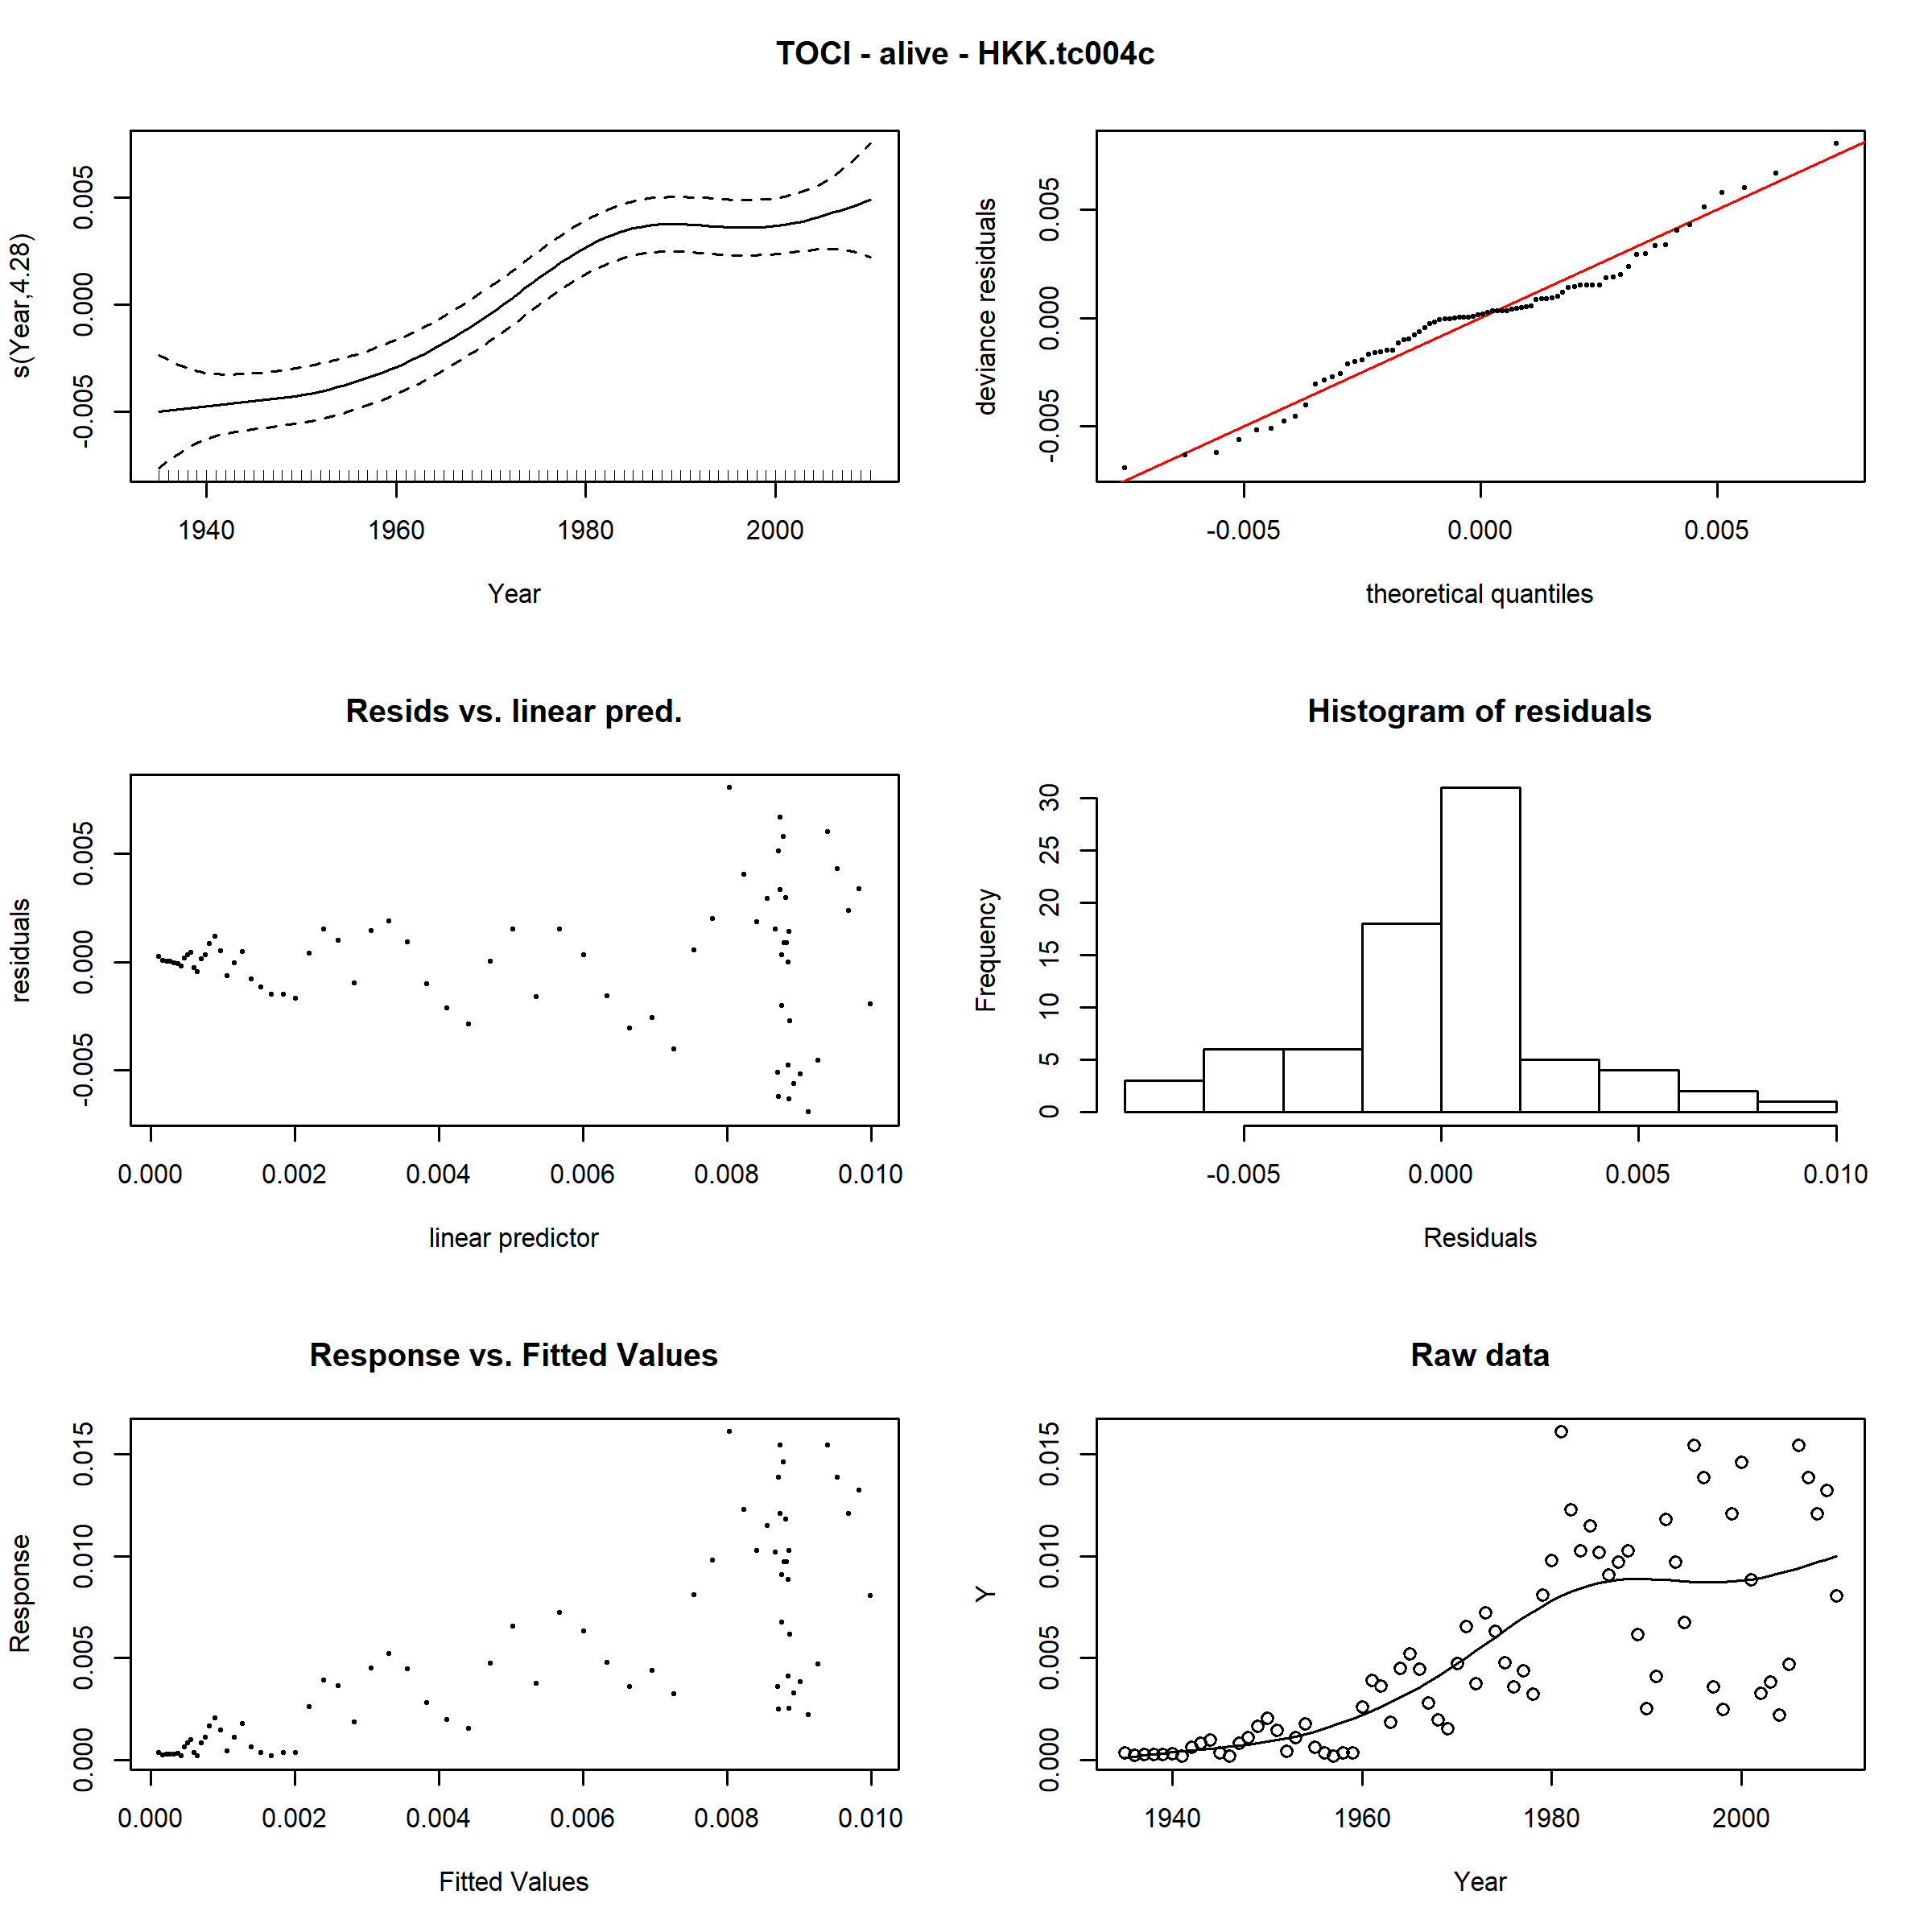 TOCI - alive - HKK.tc004c
s(Year,4.28)
-0.005 0.000 0.005
1940 1960 1980 2000
Year
deviance residuals
-0.005 0.000 0.005
-0.005 0.000 0.005
theoretical quantiles
Resids vs. linear pred.
residuals
-0.005 0.000 0.005
0.000 0.002 0.004 0.006 0.008 0.010
linear predictor
Histogram of residuals
Frequency
0 5 10 15 20 25 30
-0.005 0.000 0.005 0.010
Residuals
Response vs. Fitted Values
Response
0.000 0.005 0.010 0.015
0.000 0.002 0.004 0.006 0.008 0.010
Fitted Values
Raw data
Y
0.000 0.005 0.010 0.015
1940 1960 1980 2000
Year